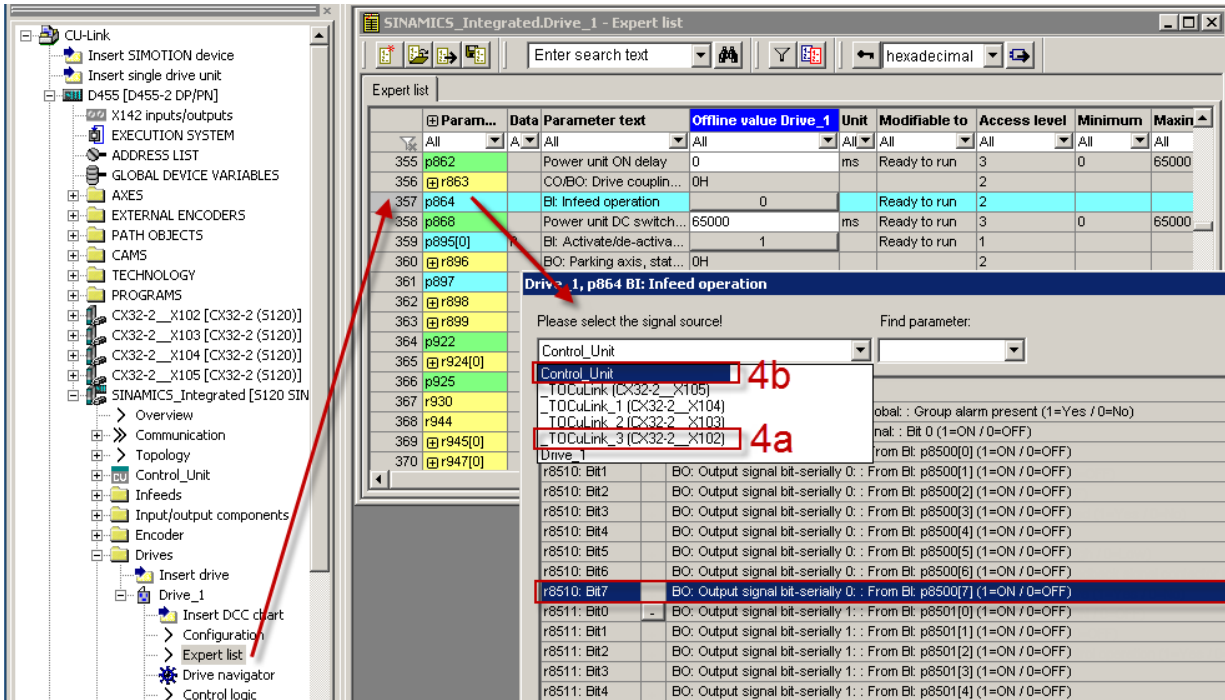 CU-Link
Insert SIMOTION device
Insert single drive unit
D455 [D455-2 DP/PN]
X142 inputs/outputs
EXECUTION SYSTEM
ADDRESS LIST
GLOBAL DEVICE VARIABLES
AXES
EXTERNAL ENCODERS
PATH OBJECTS
CAMS
TECHNOLOGY
PROGRAMS
CX32-2__X102 [CX32-2 (S120)]
CX32-2__X103 [CX32-2 (S120)]
CX32-2__X104 [CX32-2 (S120)]
CX32-2__X105 [CX32-2 (S120)]
SINAMICS_Integrated [S120 SIN
Overview
Communication
Topology
Control_Unit
Infeeds
Input/output components
Encoder
Drives
Insert drive
Drive_1
Insert DCC chart
Configuration
Expert list
Drive navigator
Control logic
SINAMICS_Integrated.Drive_1 - Expert list
Enter search text hexadecimal
Expert list
Param... Data Parameter text Offline value Drive_1 Unit Modifiable to Access level Minimum Maxin
All A All All All All All All All
355 p862 Power unit ON delay 0 ms Ready to run 3 0 65000
356 r863 CO/BO: Drive couplin... 0H 2
357 p864 BI: Infeed operation 0 Ready to run 2
358 p868 Power unit DC switch... 65000 ms Ready to run 3 0 65000
359 p895[0] BI: Activate/de-activa... 1 Ready to run 1
360 r896 BO: Parking axis, stat... 0H 2
361 p897
362 r898
363 r899
364 p922
365 r924[0]
366 p925
367 r930
368 r944
369 r945[0]
370 r947[0]
Drive_1, p864 BI: Infeed operation
Please select the signal source! Find parameter:
Control_Unit
Control_Unit 4b
_TOCuLink (CX32-2__X105)
_TOCuLink_1 (CX32-2__X104)
_TOCuLink_2 (CX32-2__X103)
_TOCuLink_3 (CX32-2__X102) 4a
Drive_1
obal: : Group alarm present (1=Yes / 0=No)
nal: : Bit 0 (1=ON / 0=OFF)
From BI: p8500[0] (1=ON / 0=OFF)
r8510: Bit1 BO: Output signal bit-serially 0: : From BI: p8500[1] (1=ON / 0=OFF)
r8510: Bit2 BO: Output signal bit-serially 0: : From BI: p8500[2] (1=ON / 0=OFF)
r8510: Bit3 BO: Output signal bit-serially 0: : From BI: p8500[3] (1=ON / 0=OFF)
r8510: Bit4 BO: Output signal bit-serially 0: : From BI: p8500[4] (1=ON / 0=OFF)
r8510: Bit5 BO: Output signal bit-serially 0: : From BI: p8500[5] (1=ON / 0=OFF)
r8510: Bit6 BO: Output signal bit-serially 0: : From BI: p8500[6] (1=ON / 0=OFF)
r8510: Bit7 BO: Output signal bit-serially 0: : From BI: p8500[7] (1=ON / 0=OFF)
r8511: Bit0 - BO: Output signal bit-serially 1: : From BI: p8501[0] (1=ON / 0=OFF)
r8511: Bit1 BO: Output signal bit-serially 1: : From BI: p8501[1] (1=ON / 0=OFF)
r8511: Bit2 BO: Output signal bit-serially 1: : From BI: p8501[2] (1=ON / 0=OFF)
r8511: Bit3 BO: Output signal bit-serially 1: : From BI: p8501[3] (1=ON / 0=OFF)
r8511: Bit4 BO: Output signal bit-serially 1: : From BI: p8501[4] (1=ON / 0=OFF)